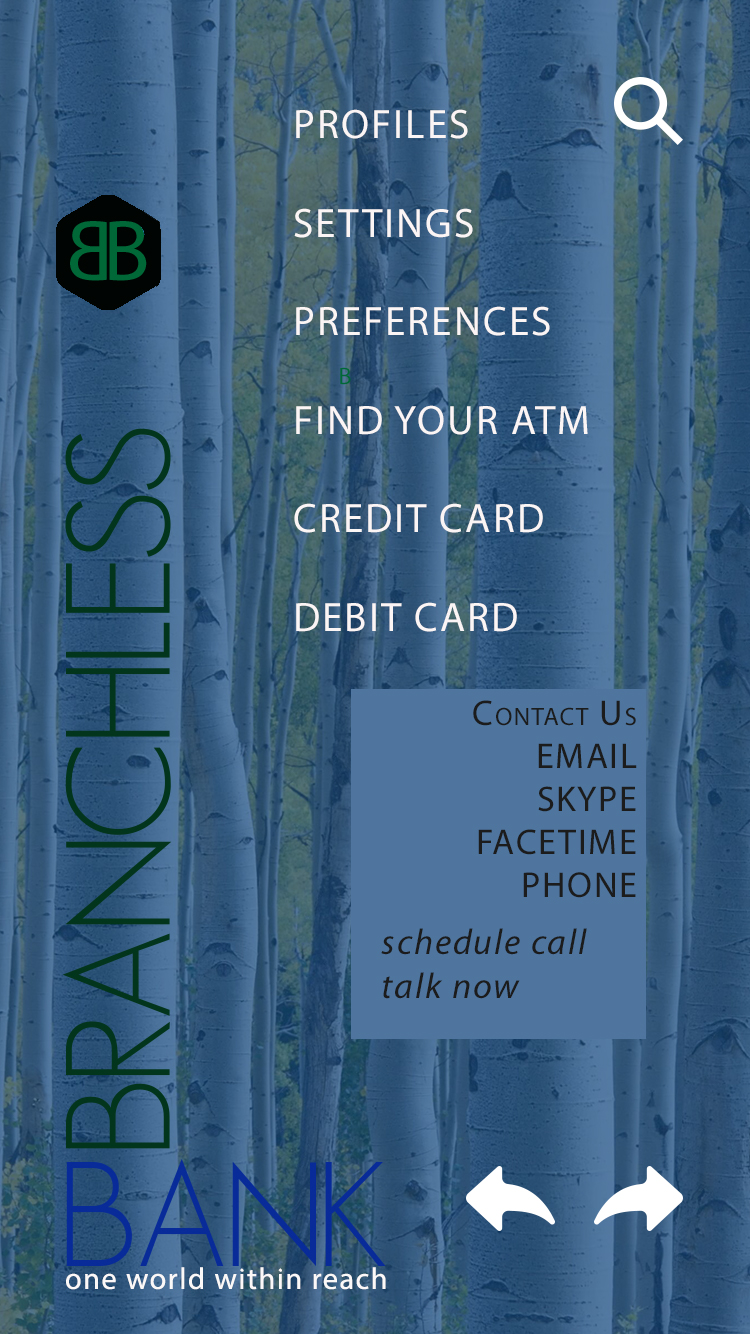 PROFILES
SETTINGS
BB
PREFERENCES
B
FIND YOUR ATM
CREDIT CARD
DEBIT CARD
Contact Us
EMAIL
SKYPE
FACETIME
PHONE
schedule call
talk now
BRANCHLESS
BANK
one world within reach